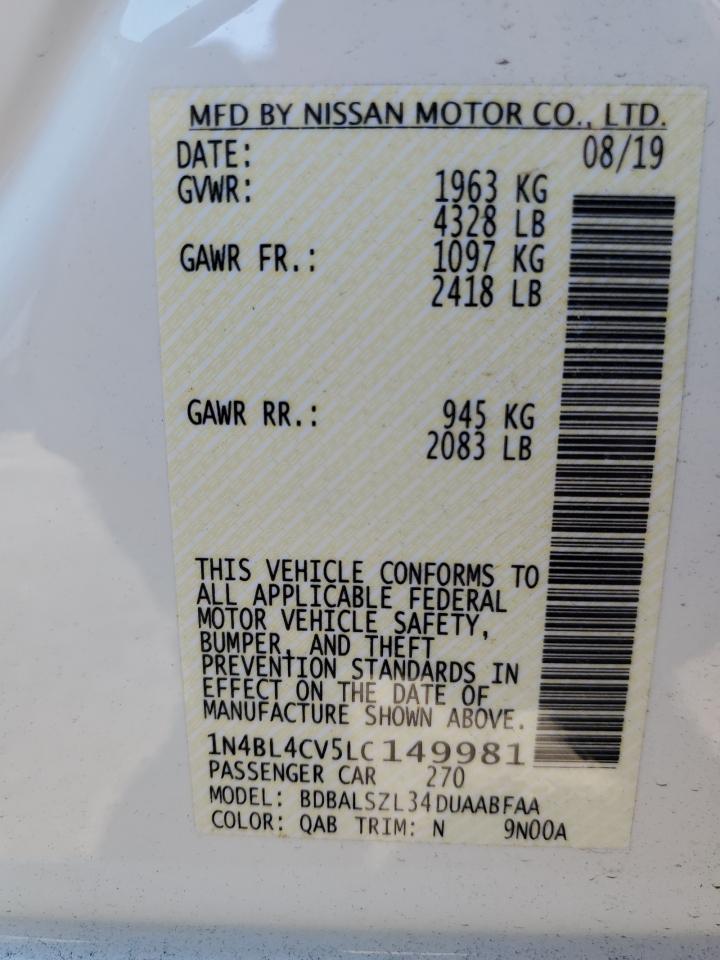 MFD BY NISSAN MOTOR CO., LTD.
DATE: 08/19
GVWR: 1963 KG
4328 LB
GAWR FR.: 1097 KG
2418 LB
GAWR RR.: 945 KG
2083 LB
THIS VEHICLE CONFORMS TO
ALL APPLICABLE FEDERAL
MOTOR VEHICLE SAFETY,
BUMPER, AND THEFT
PREVENTION STANDARDS IN
EFFECT ON THE DATE OF
MANUFACTURE SHOWN ABOVE.
1N4BL4CV5LC149981
PASSENGER CAR 270
MODEL: BDBALSZL34DUAABFAA
COLOR: QAB TRIM: N 9N00A